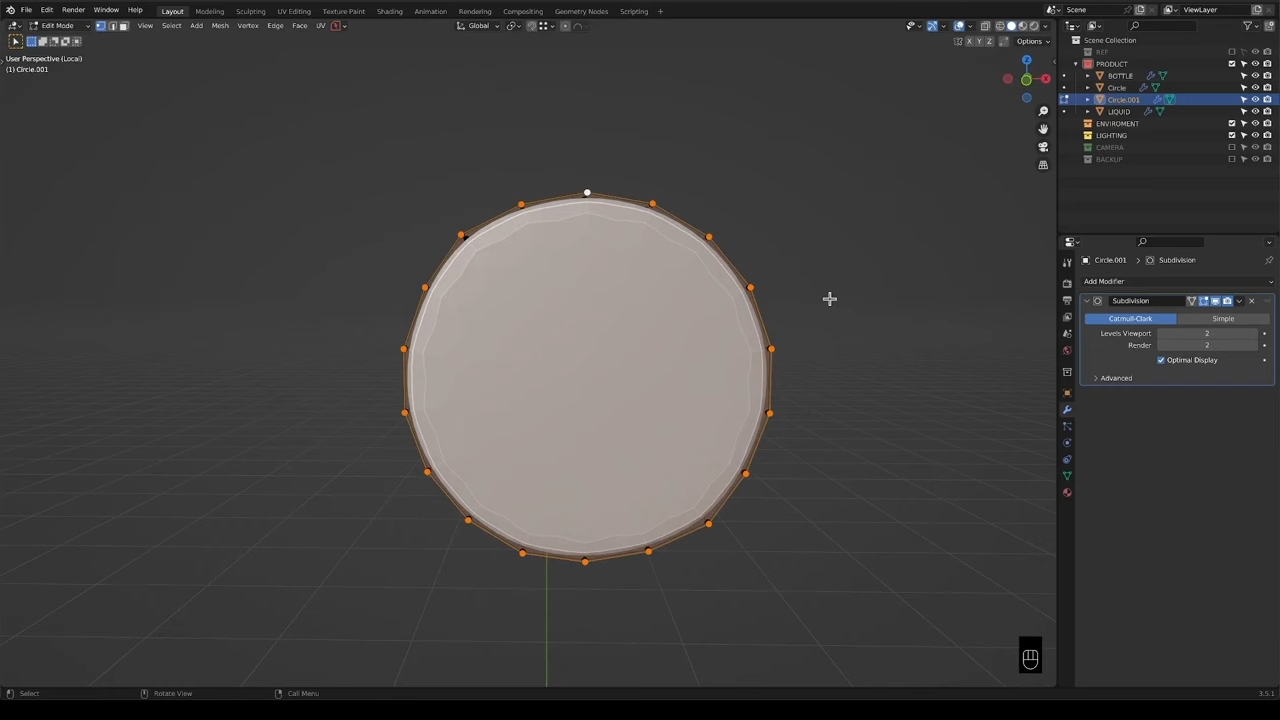 File Edit Render Window Help Layout Modeling Sculpting UV Editing Texture Paint Shading Animation Rendering Compositing Geometry Nodes Scripting Scene ViewLayer
Edit Mode View Select Add Mesh Vertex Edge Face UV Global
X Y Z Options
User Perspective (Local)
(1) Circle.001
Z
X
Scene Collection
REF
PRODUCT
BOTTLE
Circle
Circle.001
LIQUID
ENVIROMENT
LIGHTING
CAMERA
BACKUP
Circle.001 > Subdivision
Add Modifier
Subdivision
Catmull-Clark Simple
Levels Viewport 2
Render 2
Optimal Display
Advanced
Select Rotate View Call Menu 3.5.1